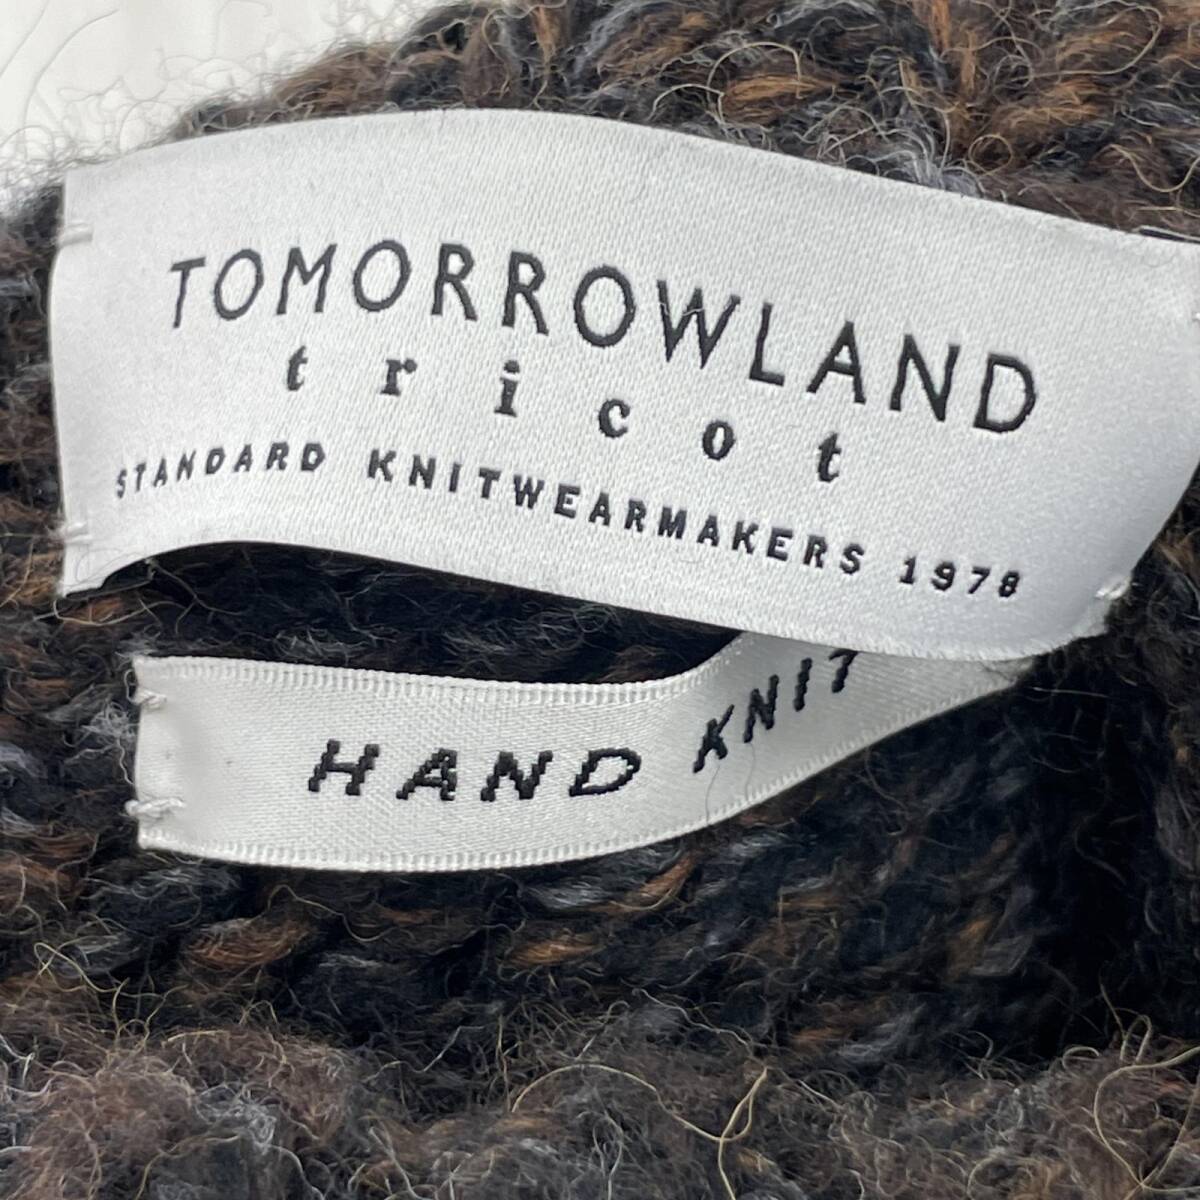 TOMORROWLAND
tricot
STANDARD KNITWEARMAKERS 1978
HAND KNIT